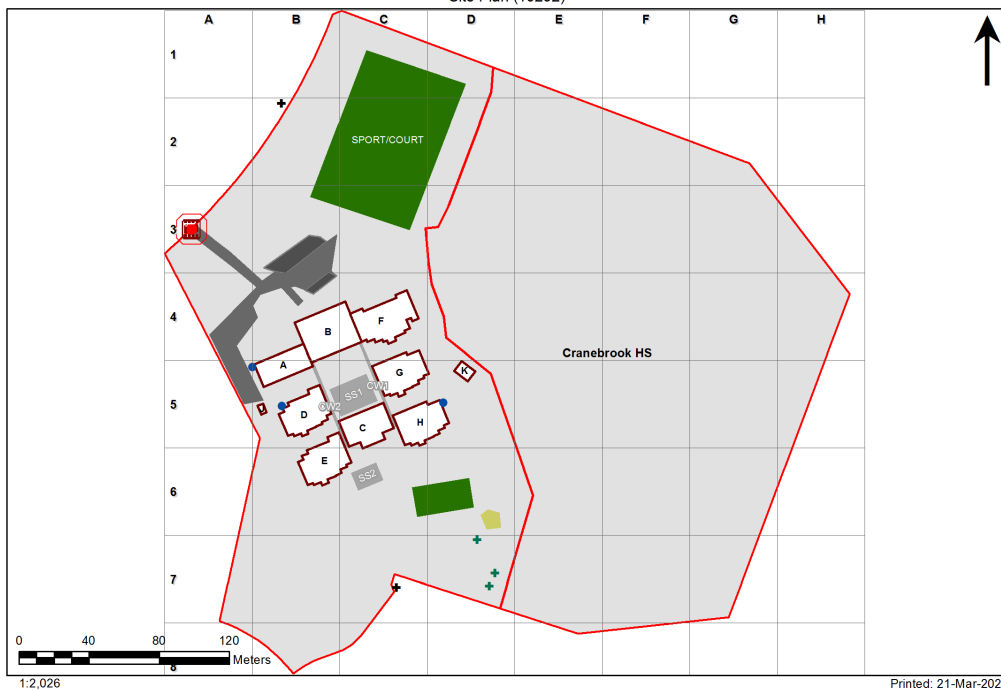 A B C D E F G H
1
2
SPORT/COURT
3
4
F
B
Cranebrook HS
A
G
K
SS1
CW1
J
CW2
D
H
C
E
SS2
6
5
7
0 40 80 120
Meters
8
1:2,026
Printed: 21-Mar-202